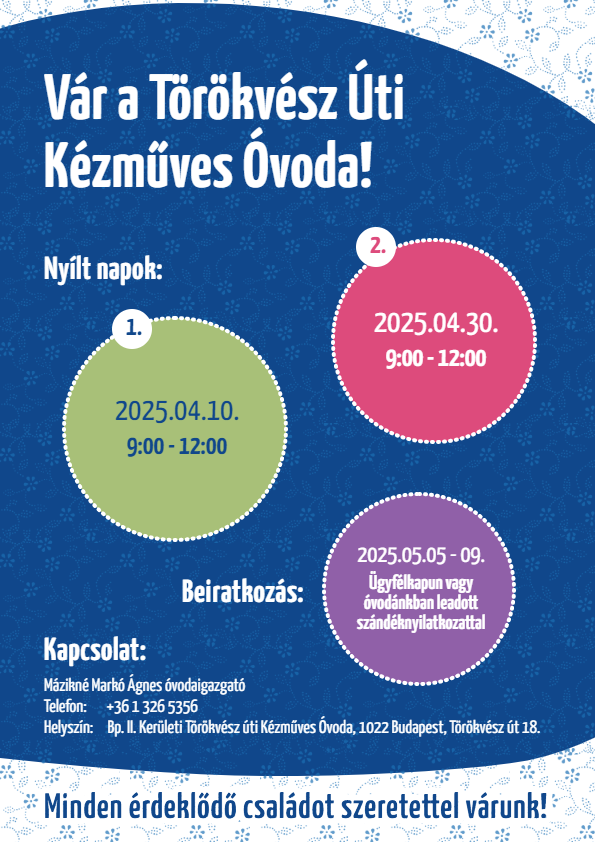 Vár a Törökvész Úti
Kézműves Óvoda!
Nyílt napok:
1.
2025.04.10.
9:00 - 12:00
2.
2025.04.30.
9:00 - 12:00
Beiratkozás:
2025.05.05 - 09.
Ügyfélkapun vagy
óvodánkban leadott
szándéknyilatkozattal
Kapcsolat:
Mázikné Markó Ágnes óvodaigazgató
Telefon: +36 1 326 5356
Helyszín: Bp. II. Kerületi Törökvész úti Kézműves Óvoda, 1022 Budapest, Törökvész út 18.
Minden érdeklődő családot szeretettel várunk!